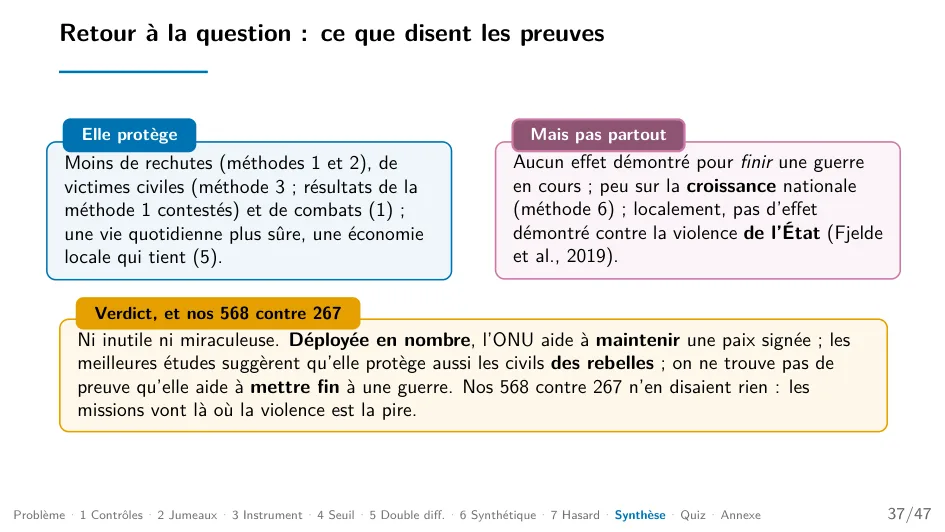 Retour à la question : ce que disent les preuves
Elle protège
Moins de rechutes (méthodes 1 et 2), de
victimes civiles (méthode 3 ; résultats de la
méthode 1 contestés) et de combats (1) ;
une vie quotidienne plus sûre, une économie
locale qui tient (5).
Mais pas partout
Aucun effet démontré pour finir une guerre
en cours ; peu sur la croissance nationale
(méthode 6) ; localement, pas d'effet
démontré contre la violence de l'État (Fjelde
et al., 2019).
Verdict, et nos 568 contre 267
Ni inutile ni miraculeuse. Déployée en nombre, l'ONU aide à maintenir une paix signée ; les
meilleures études suggèrent qu'elle protège aussi les civils des rebelles ; on ne trouve pas de
preuve qu'elle aide à mettre fin à une guerre. Nos 568 contre 267 n'en disaient rien : les
missions vont là où la violence est la pire.
Problème · 1 Contrôles · 2 Jumeaux · 3 Instrument · 4 Seuil · 5 Double diff. · 6 Synthétique · 7 Hasard · Synthèse · Quiz · Annexe
37/47